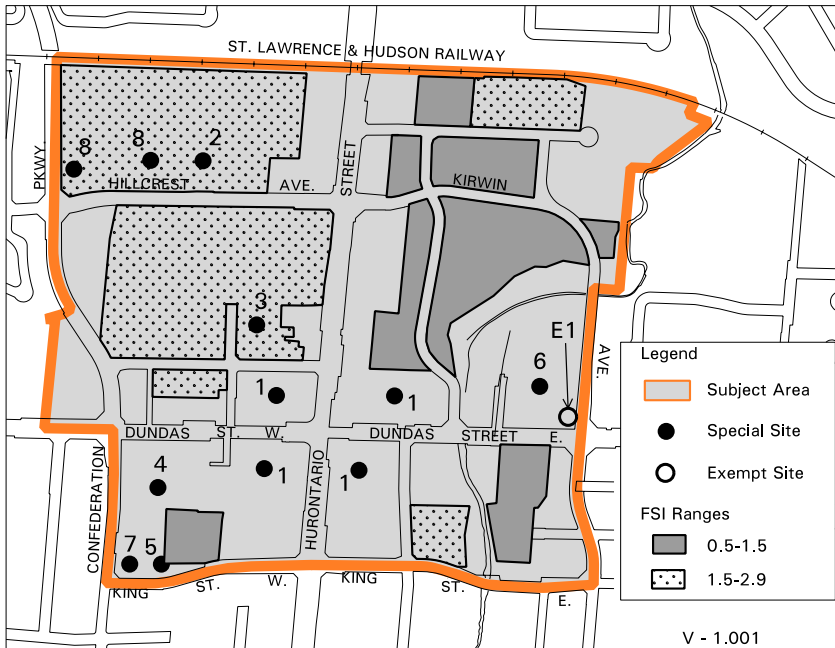 ST. LAWRENCE & HUDSON RAILWAY
PKWY.
8
8
2
STREET
HILLCREST AVE.
KIRWIN
3
E1
AVE.
6
1
1
DUNDAS ST. W.
DUNDAS STREET E.
CONFEDERATION
HURONTARIO
4
1
1
7
5
KING ST. W.
KING ST. E.
Legend
Subject Area
Special Site
Exempt Site
FSI Ranges
0.5-1.5
1.5-2.9
V - 1.001